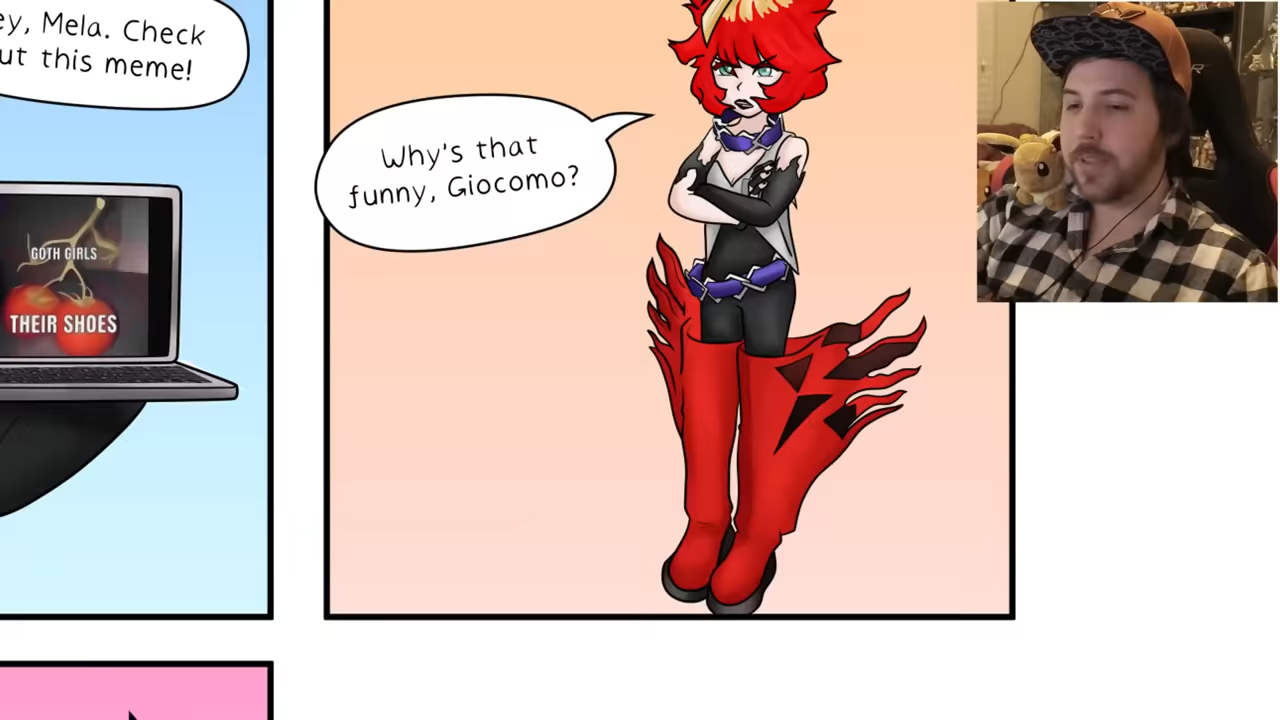 ey, Mela. Check
ut this meme!
GOTH GIRLS
THEIR SHOES
Why's that
funny, Giocomo?